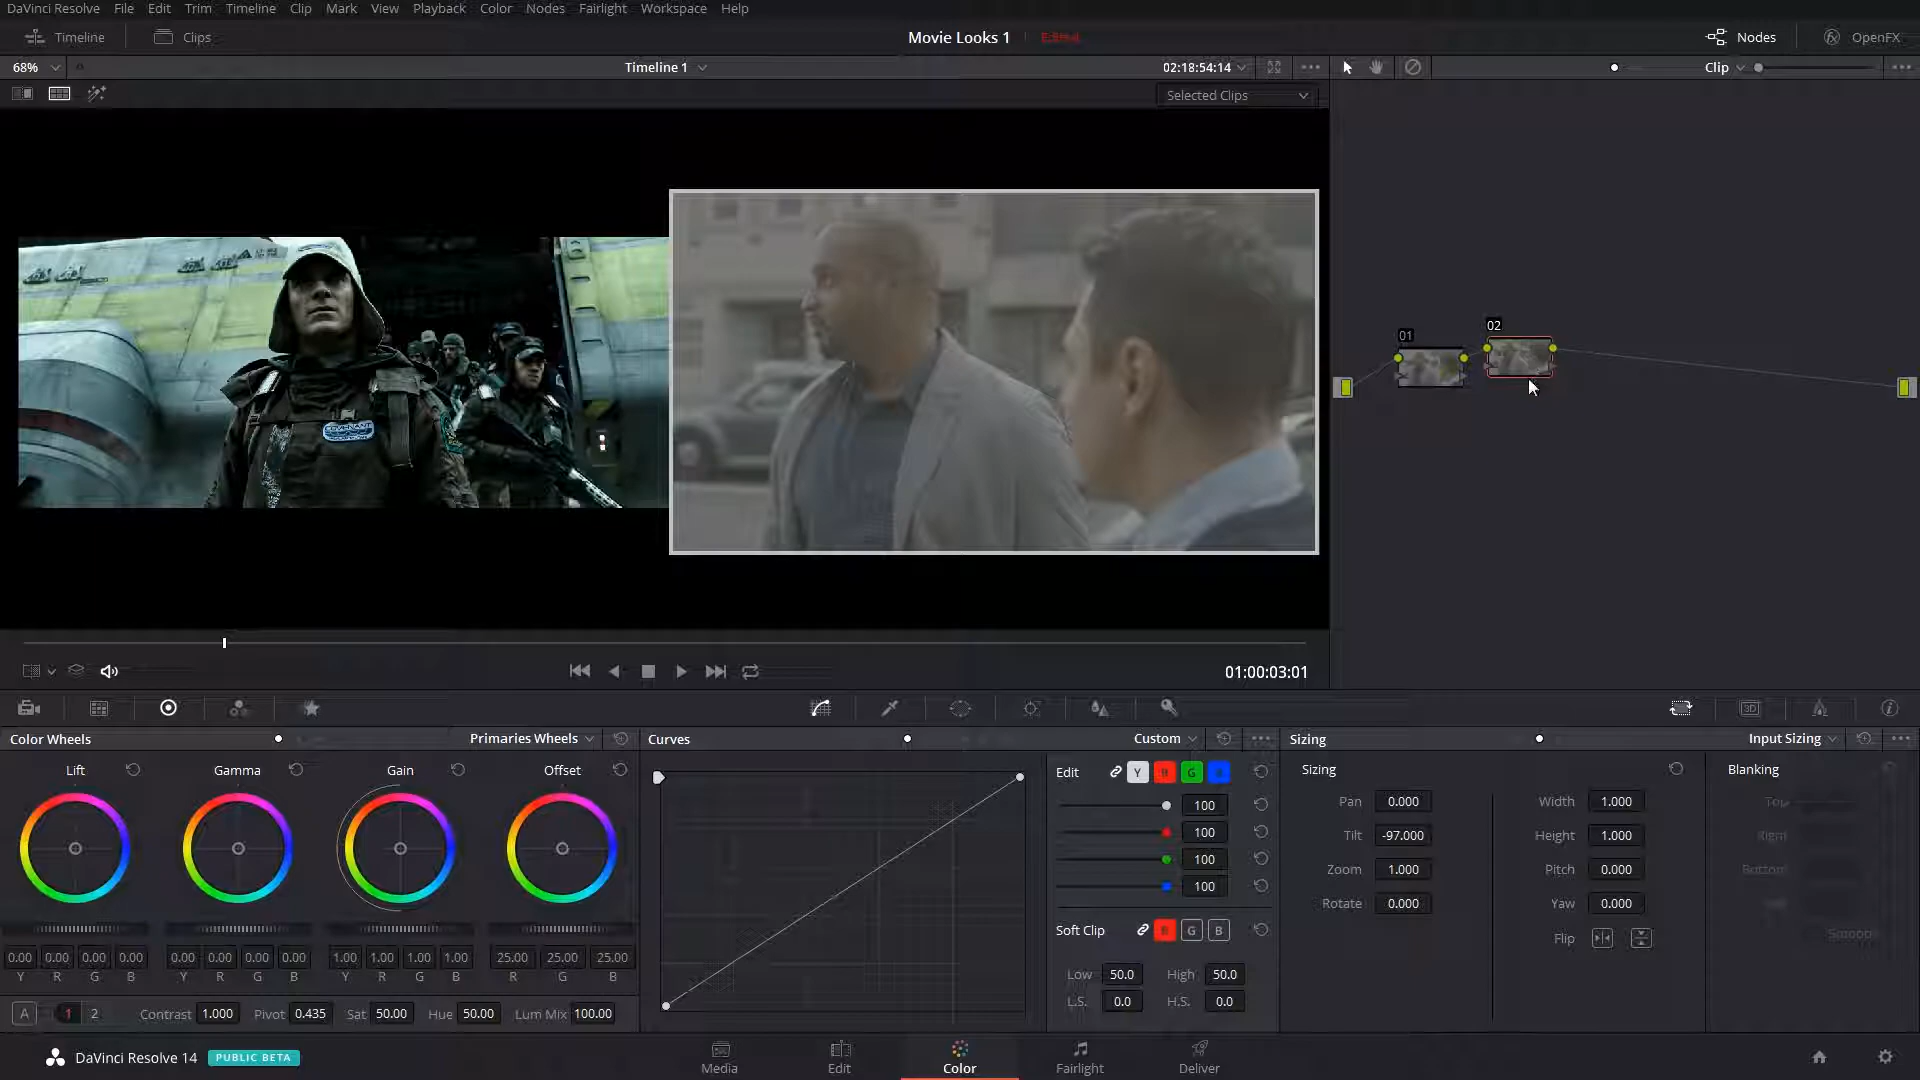 DaVinci Resolve File Edit Trim Timeline Clip Mark View Playback Color Nodes Fairlight Workspace Help
Timeline Clips Movie Looks 1 Edited Nodes OpenFX
68% Timeline 1 02:18:54:14 Clip
Selected Clips
COVENANT
01 02
01:00:03:01
Color Wheels Primaries Wheels Curves Custom Sizing Input Sizing
Lift Gamma Gain Offset Edit Y R G Sizing Blanking
100 Pan 0.000 Width 1.000 Top
100 Tilt -97.000 Height 1.000 Right
100 Zoom 1.000 Pitch 0.000 Bottom
100 Rotate 0.000 Yaw 0.000
Soft Clip R G B Flip Smooth
0.00 0.00 0.00 0.00 0.00 0.00 0.00 0.00 1.00 1.00 1.00 1.00 25.00 25.00 25.00
Y R G B Y R G B Y R G B R G B
Low 50.0 High 50.0
L.S. 0.0 H.S. 0.0
A 1 2 Contrast 1.000 Pivot 0.435 Sat 50.00 Hue 50.00 Lum Mix 100.00
DaVinci Resolve 14 PUBLIC BETA Media Edit Color Fairlight Deliver